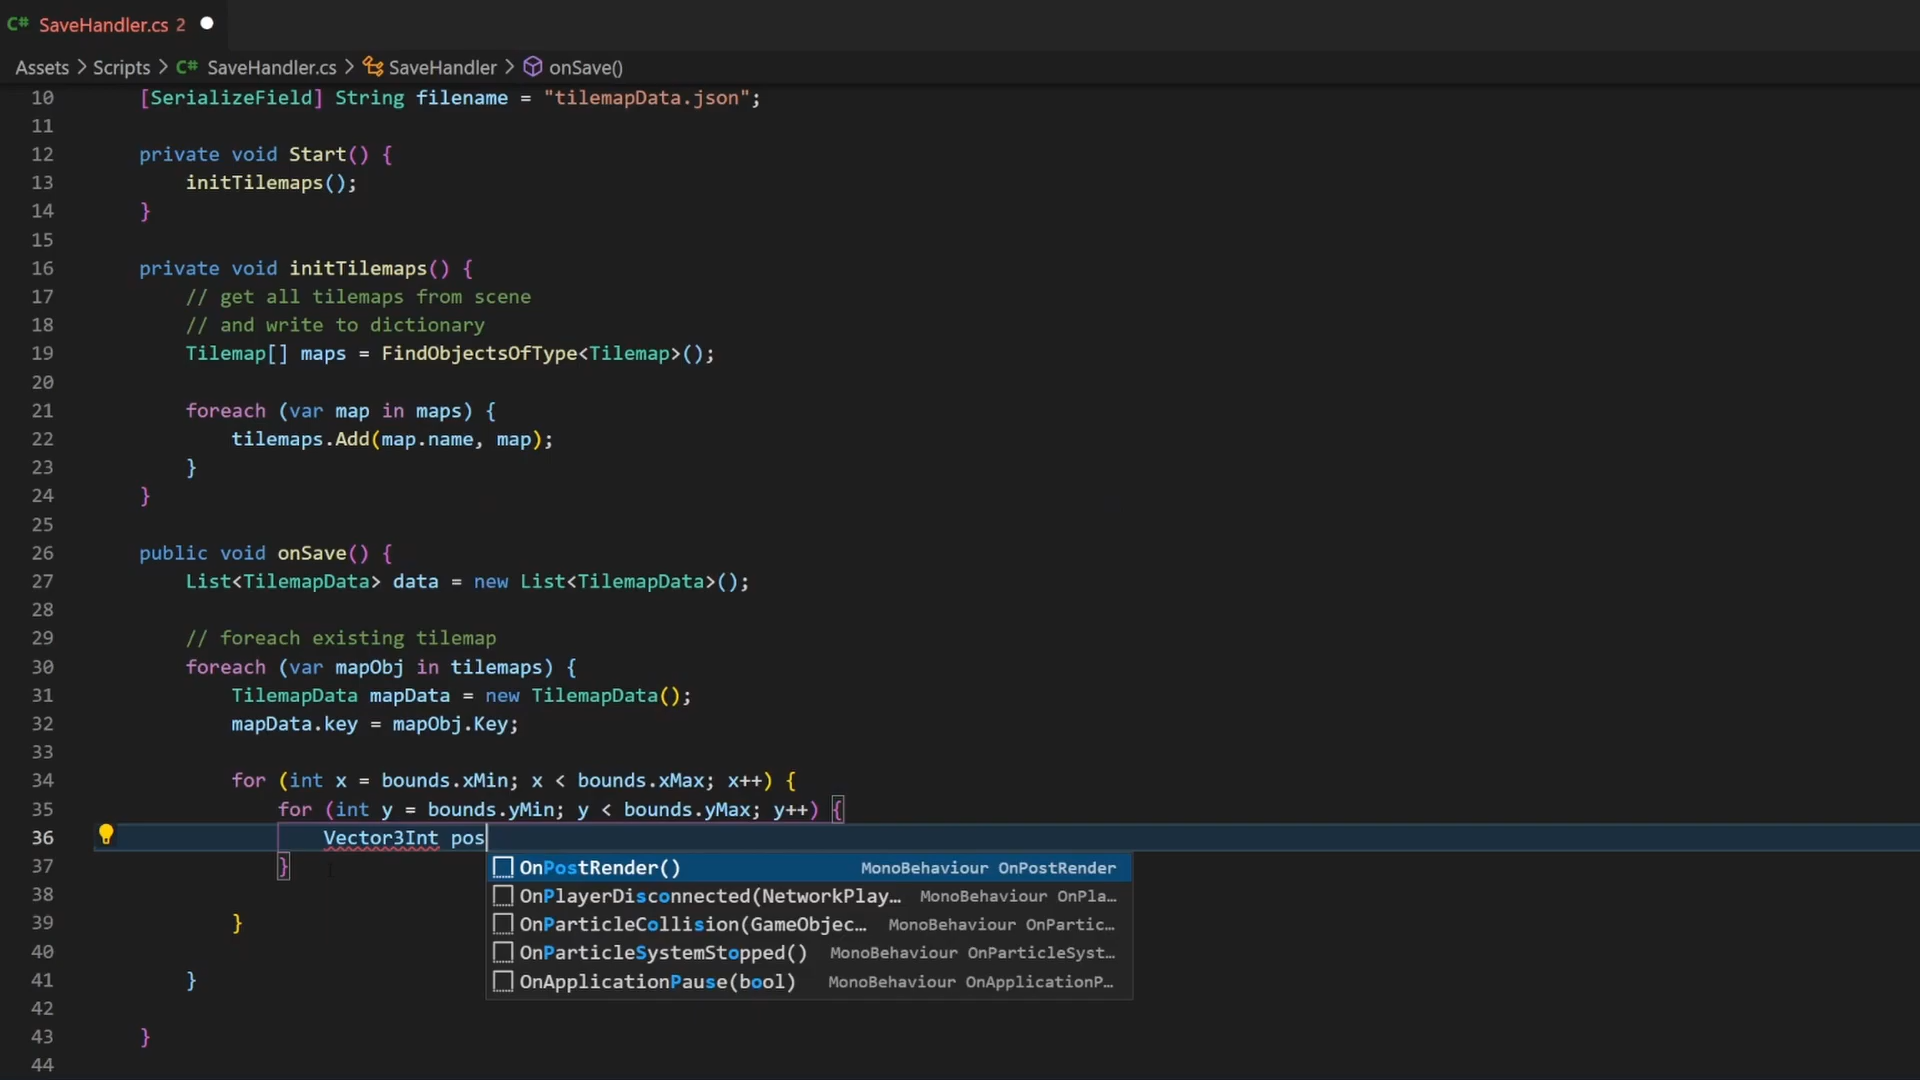 C# SaveHandler.cs 2
Assets > Scripts > C# SaveHandler.cs > SaveHandler > onSave()
10 [SerializeField] String filename = "tilemapData.json";
11
12 private void Start() {
13 initTilemaps();
14 }
15
16 private void initTilemaps() {
17 // get all tilemaps from scene
18 // and write to dictionary
19 Tilemap[] maps = FindObjectsOfType<Tilemap>();
20
21 foreach (var map in maps) {
22 tilemaps.Add(map.name, map);
23 }
24 }
25
26 public void onSave() {
27 List<TilemapData> data = new List<TilemapData>();
28
29 // foreach existing tilemap
30 foreach (var mapObj in tilemaps) {
31 TilemapData mapData = new TilemapData();
32 mapData.key = mapObj.Key;
33
34 for (int x = bounds.xMin; x < bounds.xMax; x++) {
35 for (int y = bounds.yMin; y < bounds.yMax; y++) {
36 Vector3Int pos
37 } OnPostRender() MonoBehaviour OnPostRender
38 OnPlayerDisconnected(NetworkPlay… MonoBehaviour OnPla…
39 } OnParticleCollision(GameObjec… MonoBehaviour OnPartic…
40 OnParticleSystemStopped() MonoBehaviour OnParticleSyst…
41 } OnApplicationPause(bool) MonoBehaviour OnApplicationP…
42
43 }
44